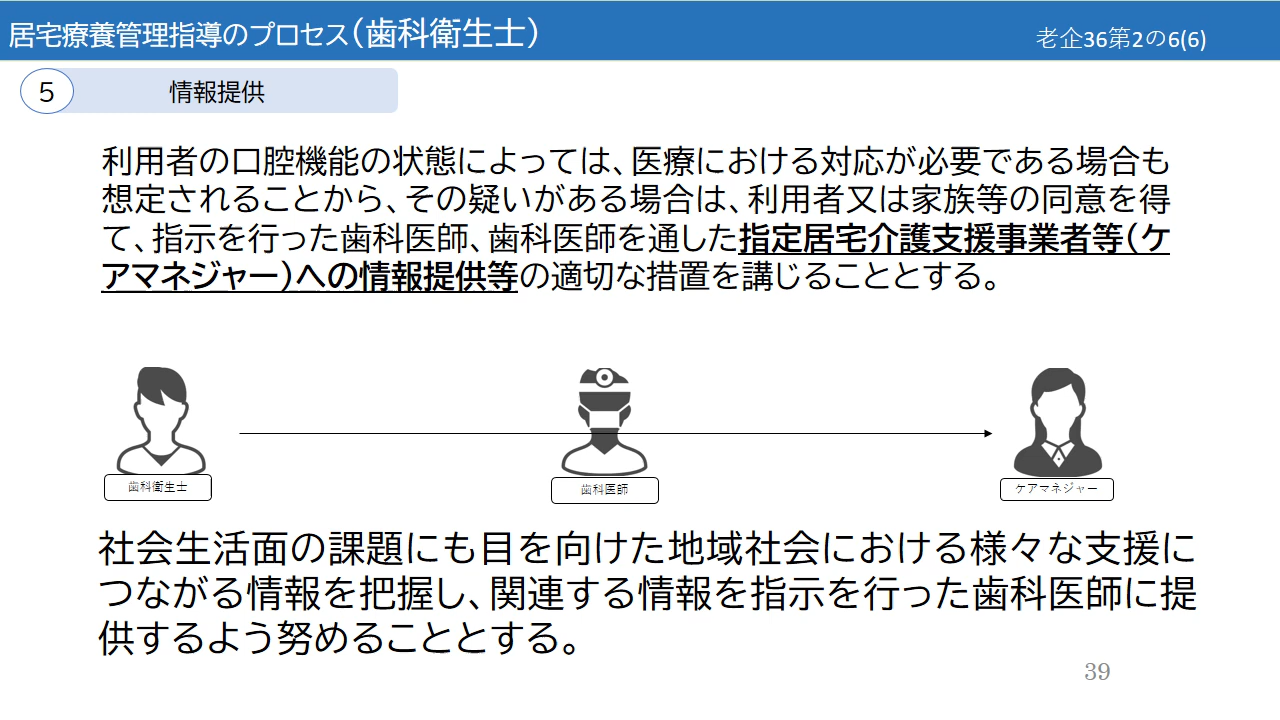 居宅療養管理指導のプロセス（歯科衛生士）
老企36第2の6(6)
5
情報提供
利用者の口腔機能の状態によっては、医療における対応が必要である場合も
想定されることから、その疑いがある場合は、利用者又は家族等の同意を得
て、指示を行った歯科医師、歯科医師を通した指定居宅介護支援事業者等（ケ
アマネジャー）への情報提供等の適切な措置を講じることとする。
歯科衛生士
歯科医師
ケアマネジャー
社会生活面の課題にも目を向けた地域社会における様々な支援に
つながる情報を把握し、関連する情報を指示を行った歯科医師に提
供するよう努めることとする。
39